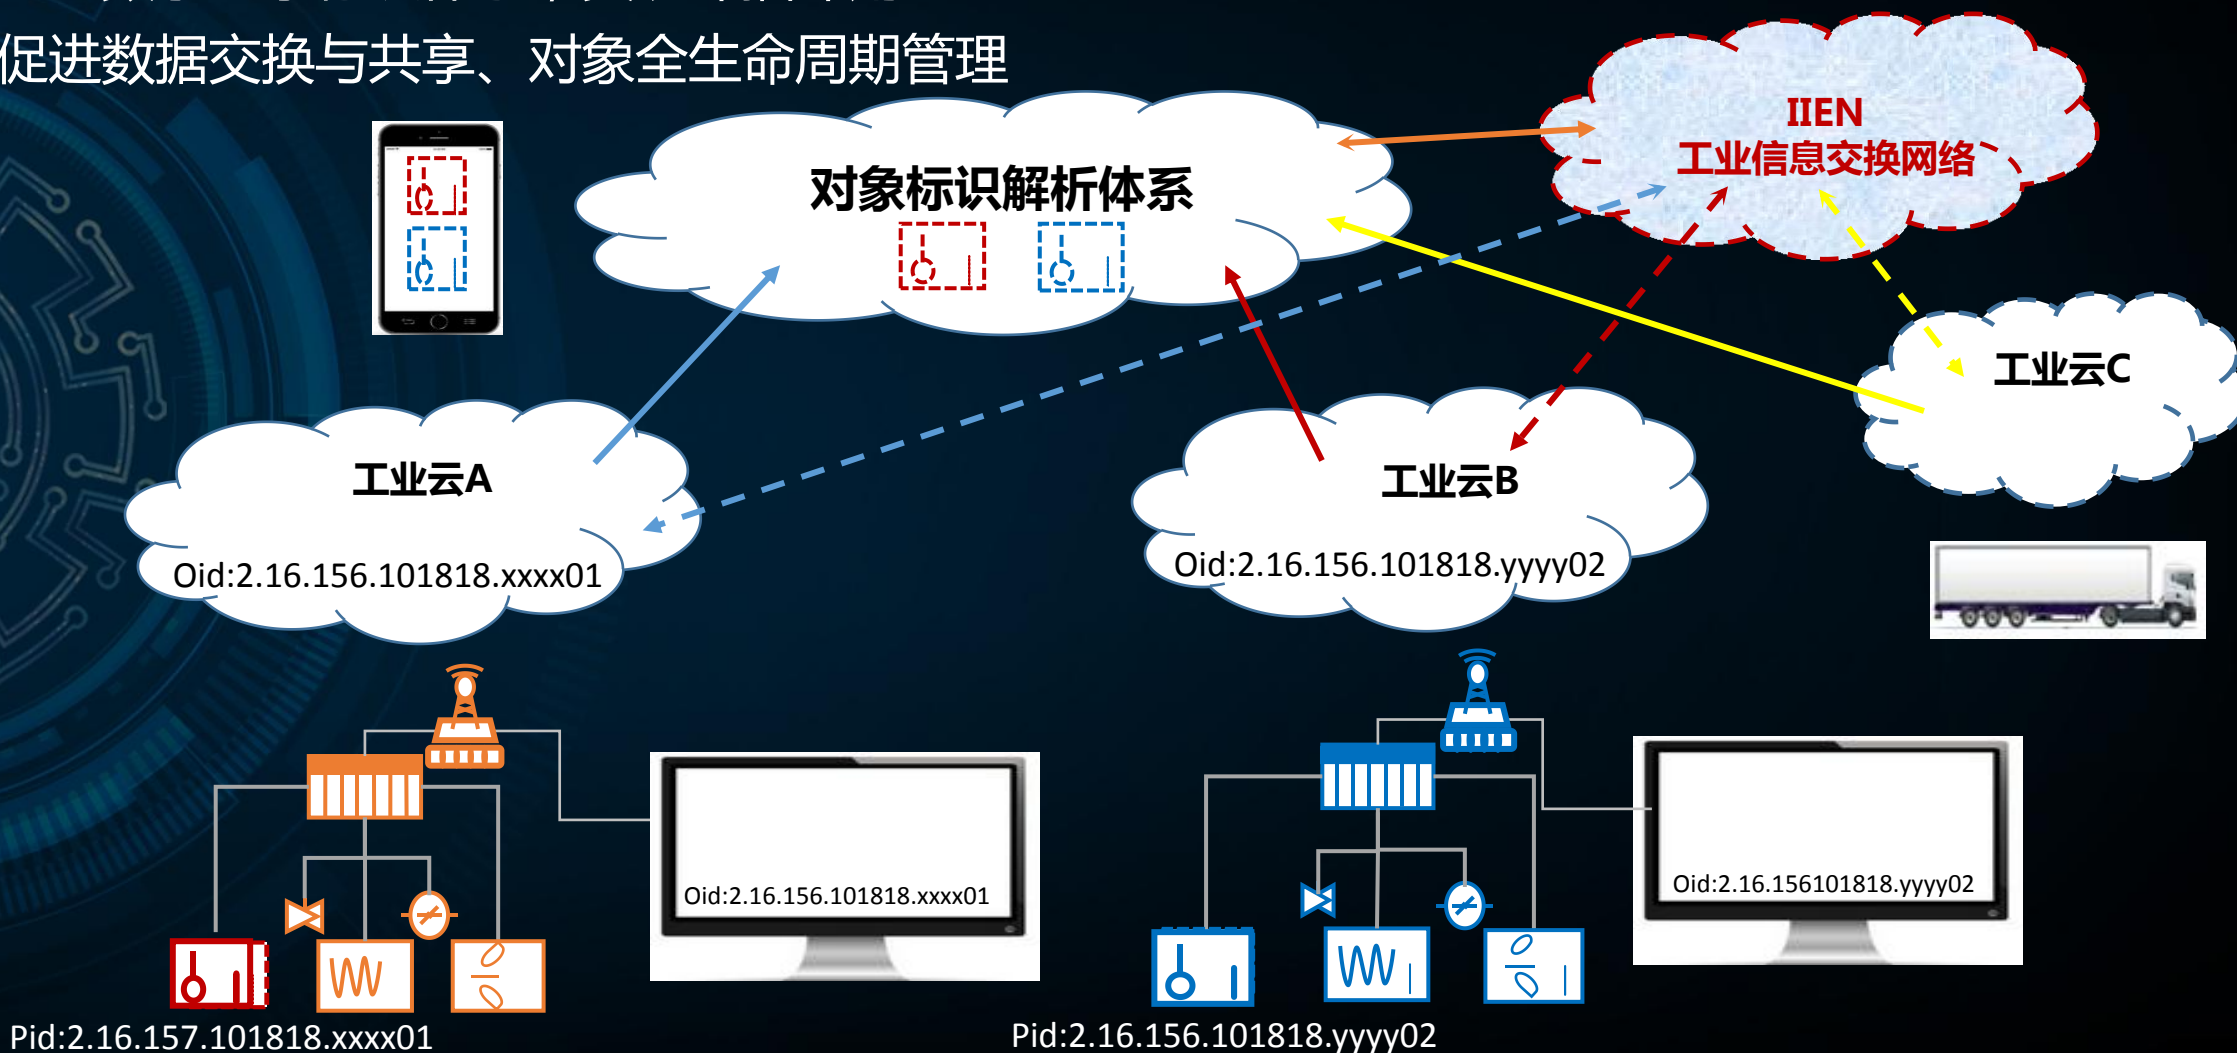 促进数据交换与共享、对象全生命周期管理
IIEN
工业信息交换网络
对象标识解析体系
工业云C
工业云A
工业云B
Oid:2.16.156.101818.xxxx01
Oid:2.16.156.101818.yyyy02
Oid:2.16.156.101818.xxxx01
Oid:2.16.156101818.yyyy02
Pid:2.16.157.101818.xxxx01
Pid:2.16.156.101818.yyyy02